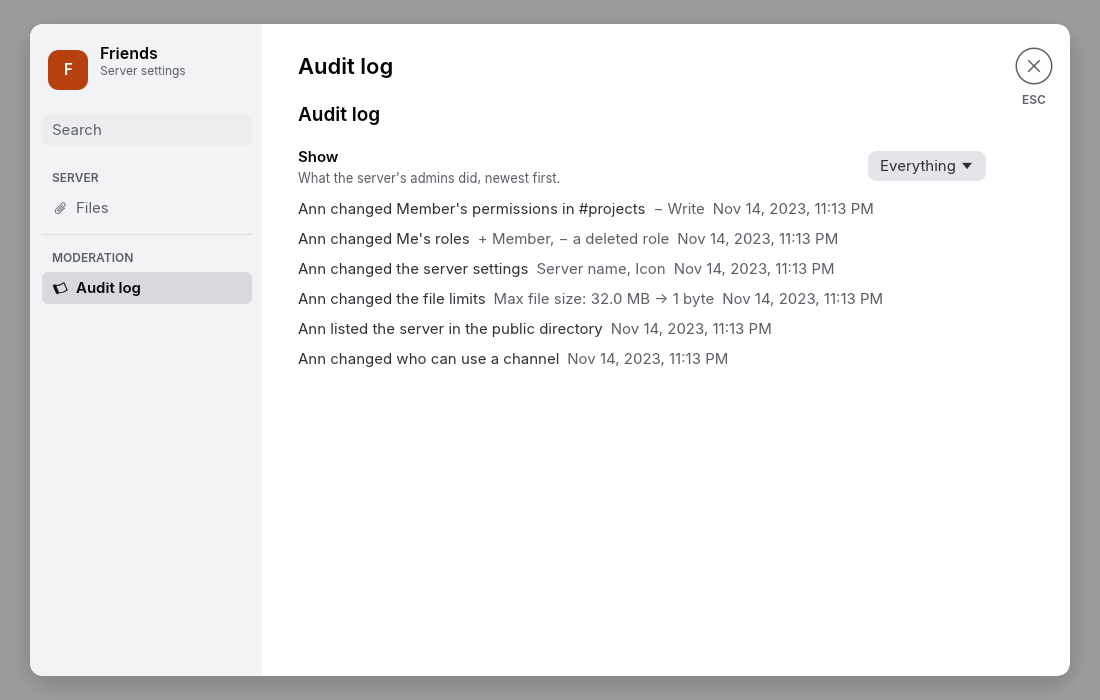 F
Friends
Server settings
Search
SERVER
Files
MODERATION
Audit log
Audit log
ESC
Audit log
Show
What the server's admins did, newest first.
Everything
Ann changed Member's permissions in #projects – Write Nov 14, 2023, 11:13 PM
Ann changed Me's roles + Member, – a deleted role Nov 14, 2023, 11:13 PM
Ann changed the server settings Server name, Icon Nov 14, 2023, 11:13 PM
Ann changed the file limits Max file size: 32.0 MB → 1 byte Nov 14, 2023, 11:13 PM
Ann listed the server in the public directory Nov 14, 2023, 11:13 PM
Ann changed who can use a channel Nov 14, 2023, 11:13 PM